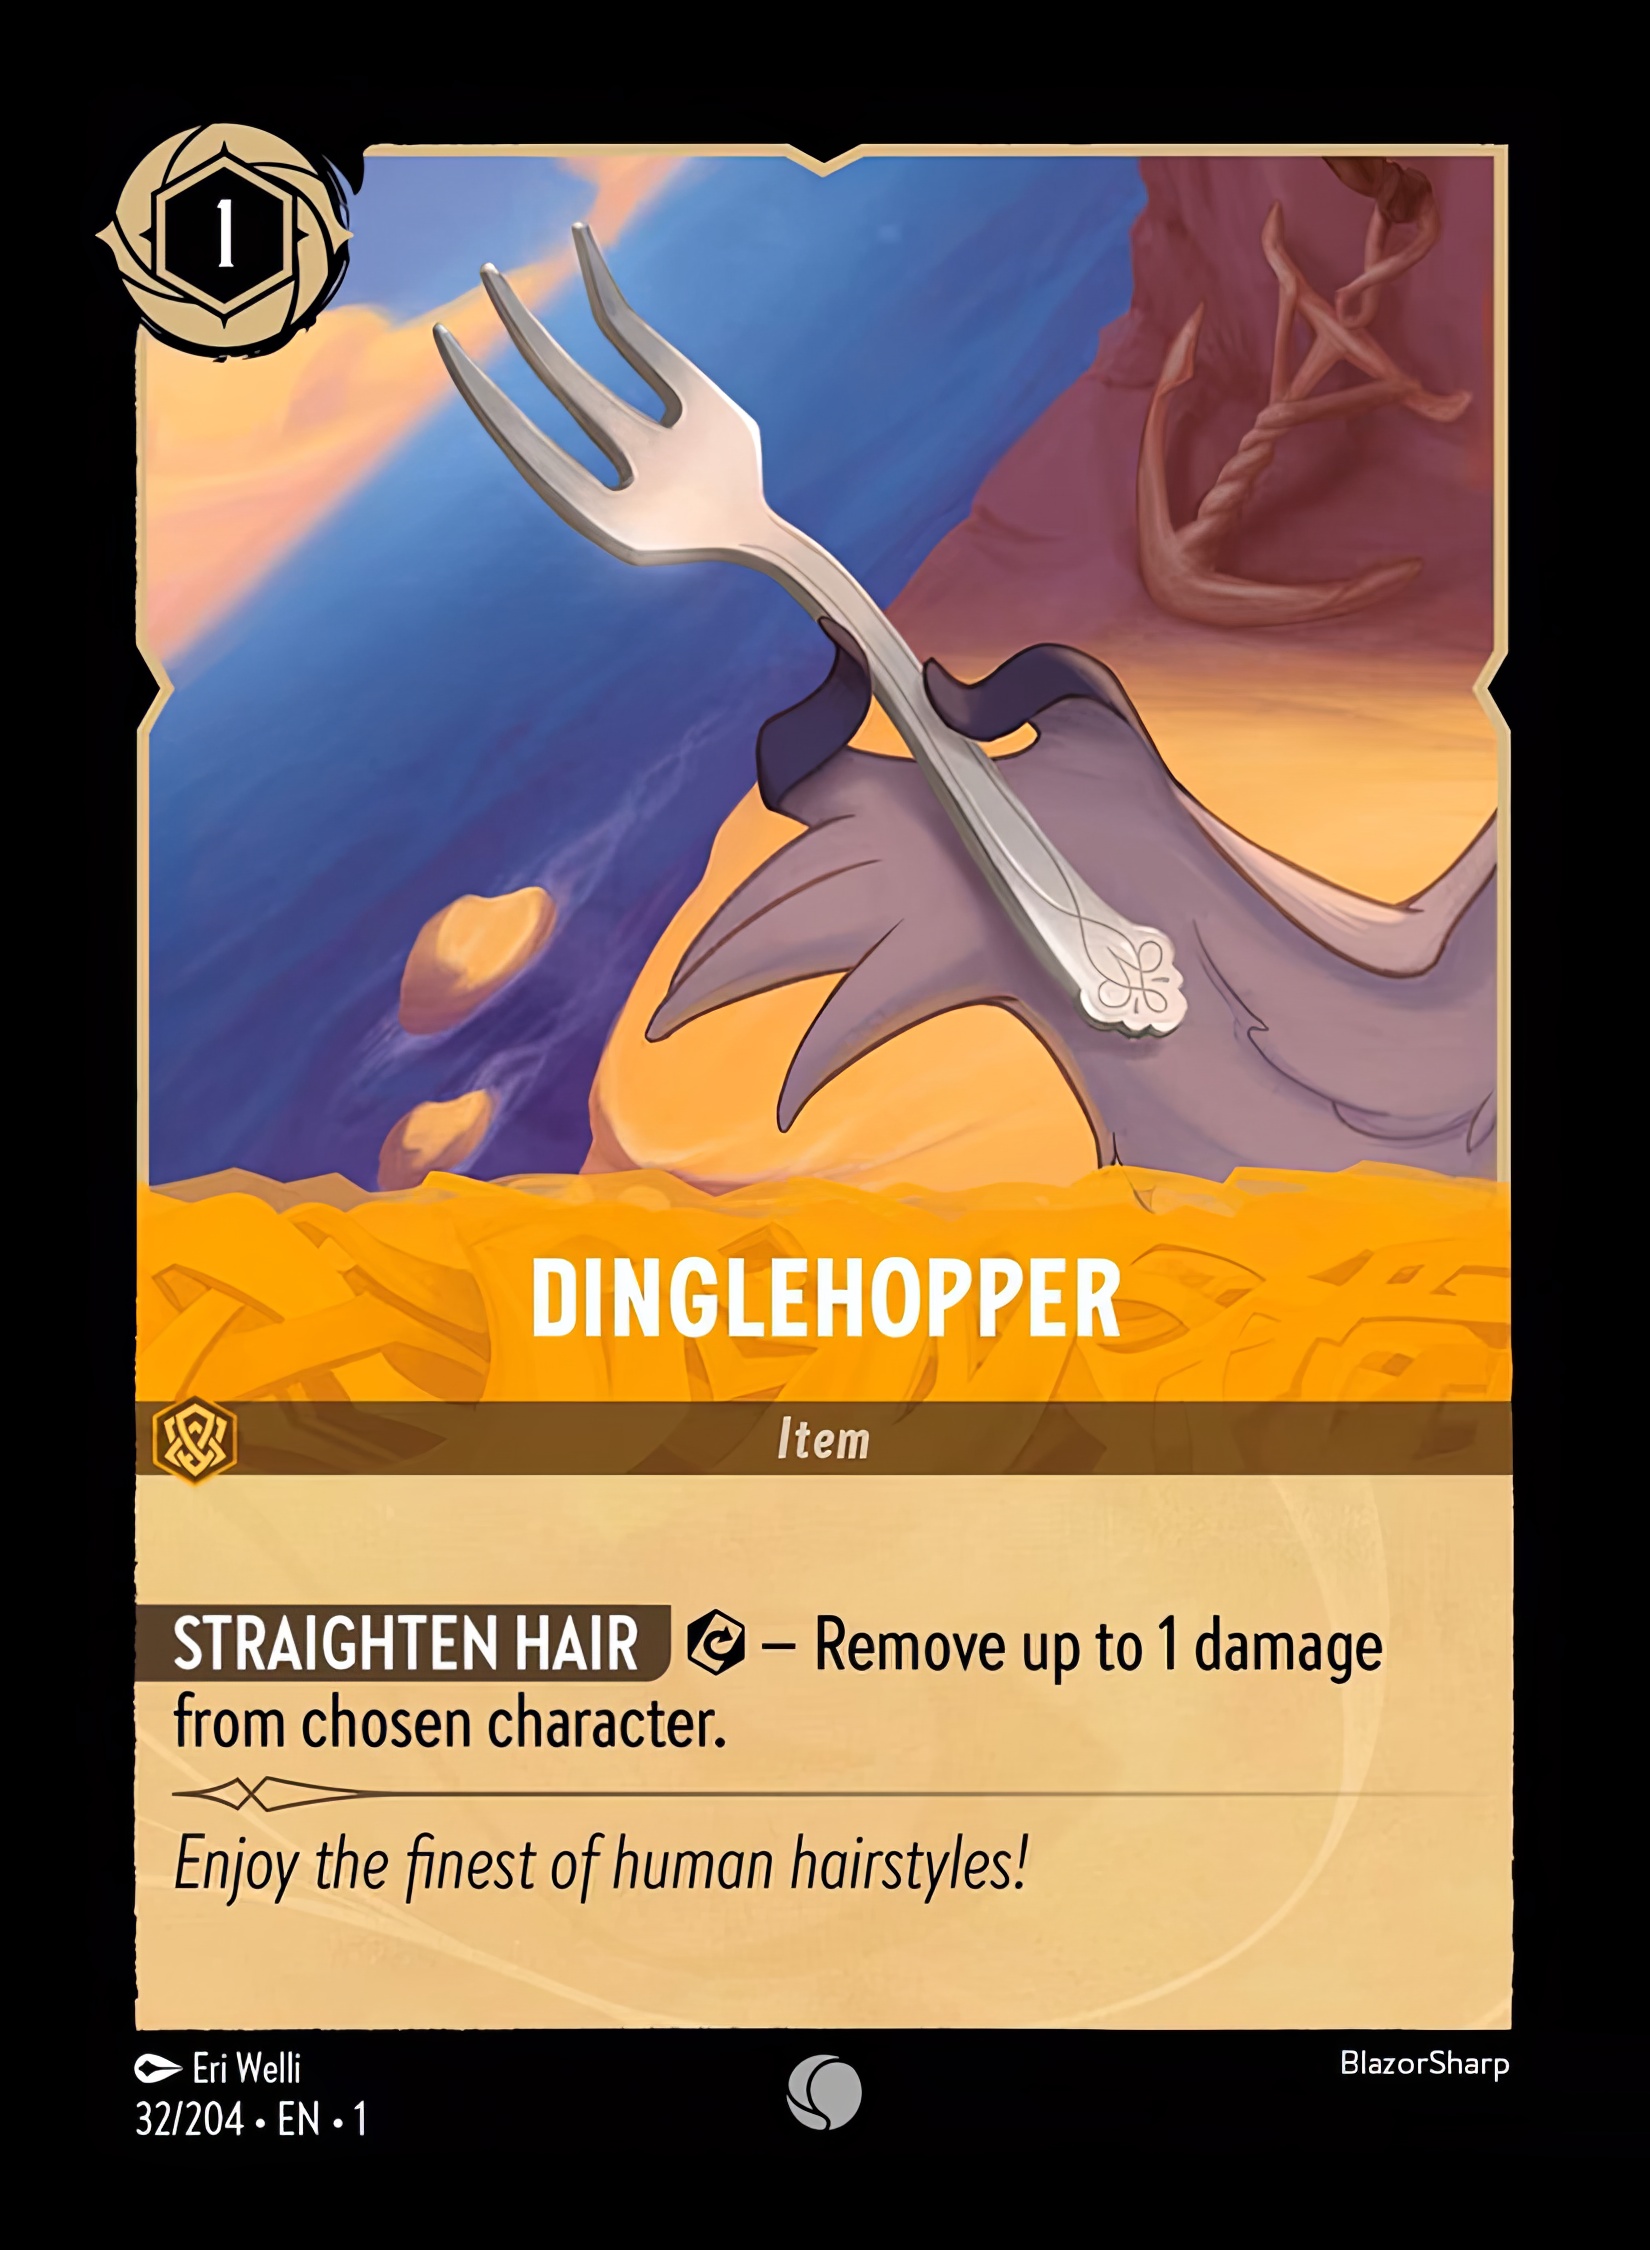 1
DINGLEHOPPER
Item
STRAIGHTEN HAIR – Remove up to 1 damage
from chosen character.
Enjoy the finest of human hairstyles!
Eri Welli
BlazorSharp
32/204 • EN • 1